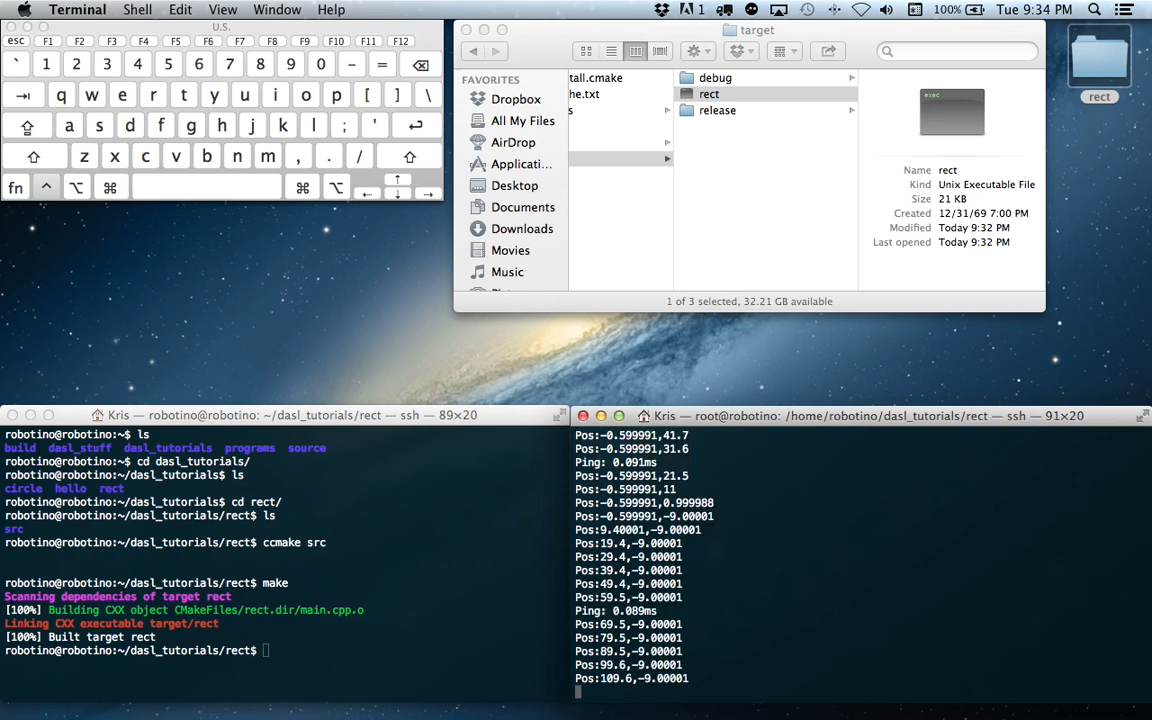 Terminal Shell Edit View Window Help
1 100% Tue 9:34 PM
U.S.
esc F1 F2 F3 F4 F5 F6 F7 F8 F9 F10 F11 F12
` 1 2 3 4 5 6 7 8 9 0 - =
q w e r t y u i o p [ ] \
a s d f g h j k l ; '
z x c v b n m , . /
fn
target
FAVORITES
Dropbox
All My Files
AirDrop
Applicati...
Desktop
Documents
Downloads
Movies
Music
tall.cmake
he.txt
s
debug
rect
release
exec
Name rect
Kind Unix Executable File
Size 21 KB
Created 12/31/69 7:00 PM
Modified Today 9:32 PM
Last opened Today 9:32 PM
1 of 3 selected, 32.21 GB available
rect
Kris — robotino@robotino: ~/dasl_tutorials/rect — ssh — 89×20
robotino@robotino:~$ ls
build dasl_stuff dasl_tutorials programs source
robotino@robotino:~$ cd dasl_tutorials/
robotino@robotino:~/dasl_tutorials$ ls
circle hello rect
robotino@robotino:~/dasl_tutorials$ cd rect/
robotino@robotino:~/dasl_tutorials/rect$ ls
src
robotino@robotino:~/dasl_tutorials/rect$ ccmake src
robotino@robotino:~/dasl_tutorials/rect$ make
Scanning dependencies of target rect
[100%] Building CXX object CMakeFiles/rect.dir/main.cpp.o
Linking CXX executable target/rect
[100%] Built target rect
robotino@robotino:~/dasl_tutorials/rect$
Kris — root@robotino: /home/robotino/dasl_tutorials/rect — ssh — 91×20
Pos:-0.599991,41.7
Pos:-0.599991,31.6
Ping: 0.091ms
Pos:-0.599991,21.5
Pos:-0.599991,11
Pos:-0.599991,0.999988
Pos:-0.599991,-9.00001
Pos:9.40001,-9.00001
Pos:19.4,-9.00001
Pos:29.4,-9.00001
Pos:39.4,-9.00001
Pos:49.4,-9.00001
Pos:59.5,-9.00001
Ping: 0.089ms
Pos:69.5,-9.00001
Pos:79.5,-9.00001
Pos:89.5,-9.00001
Pos:99.6,-9.00001
Pos:109.6,-9.00001